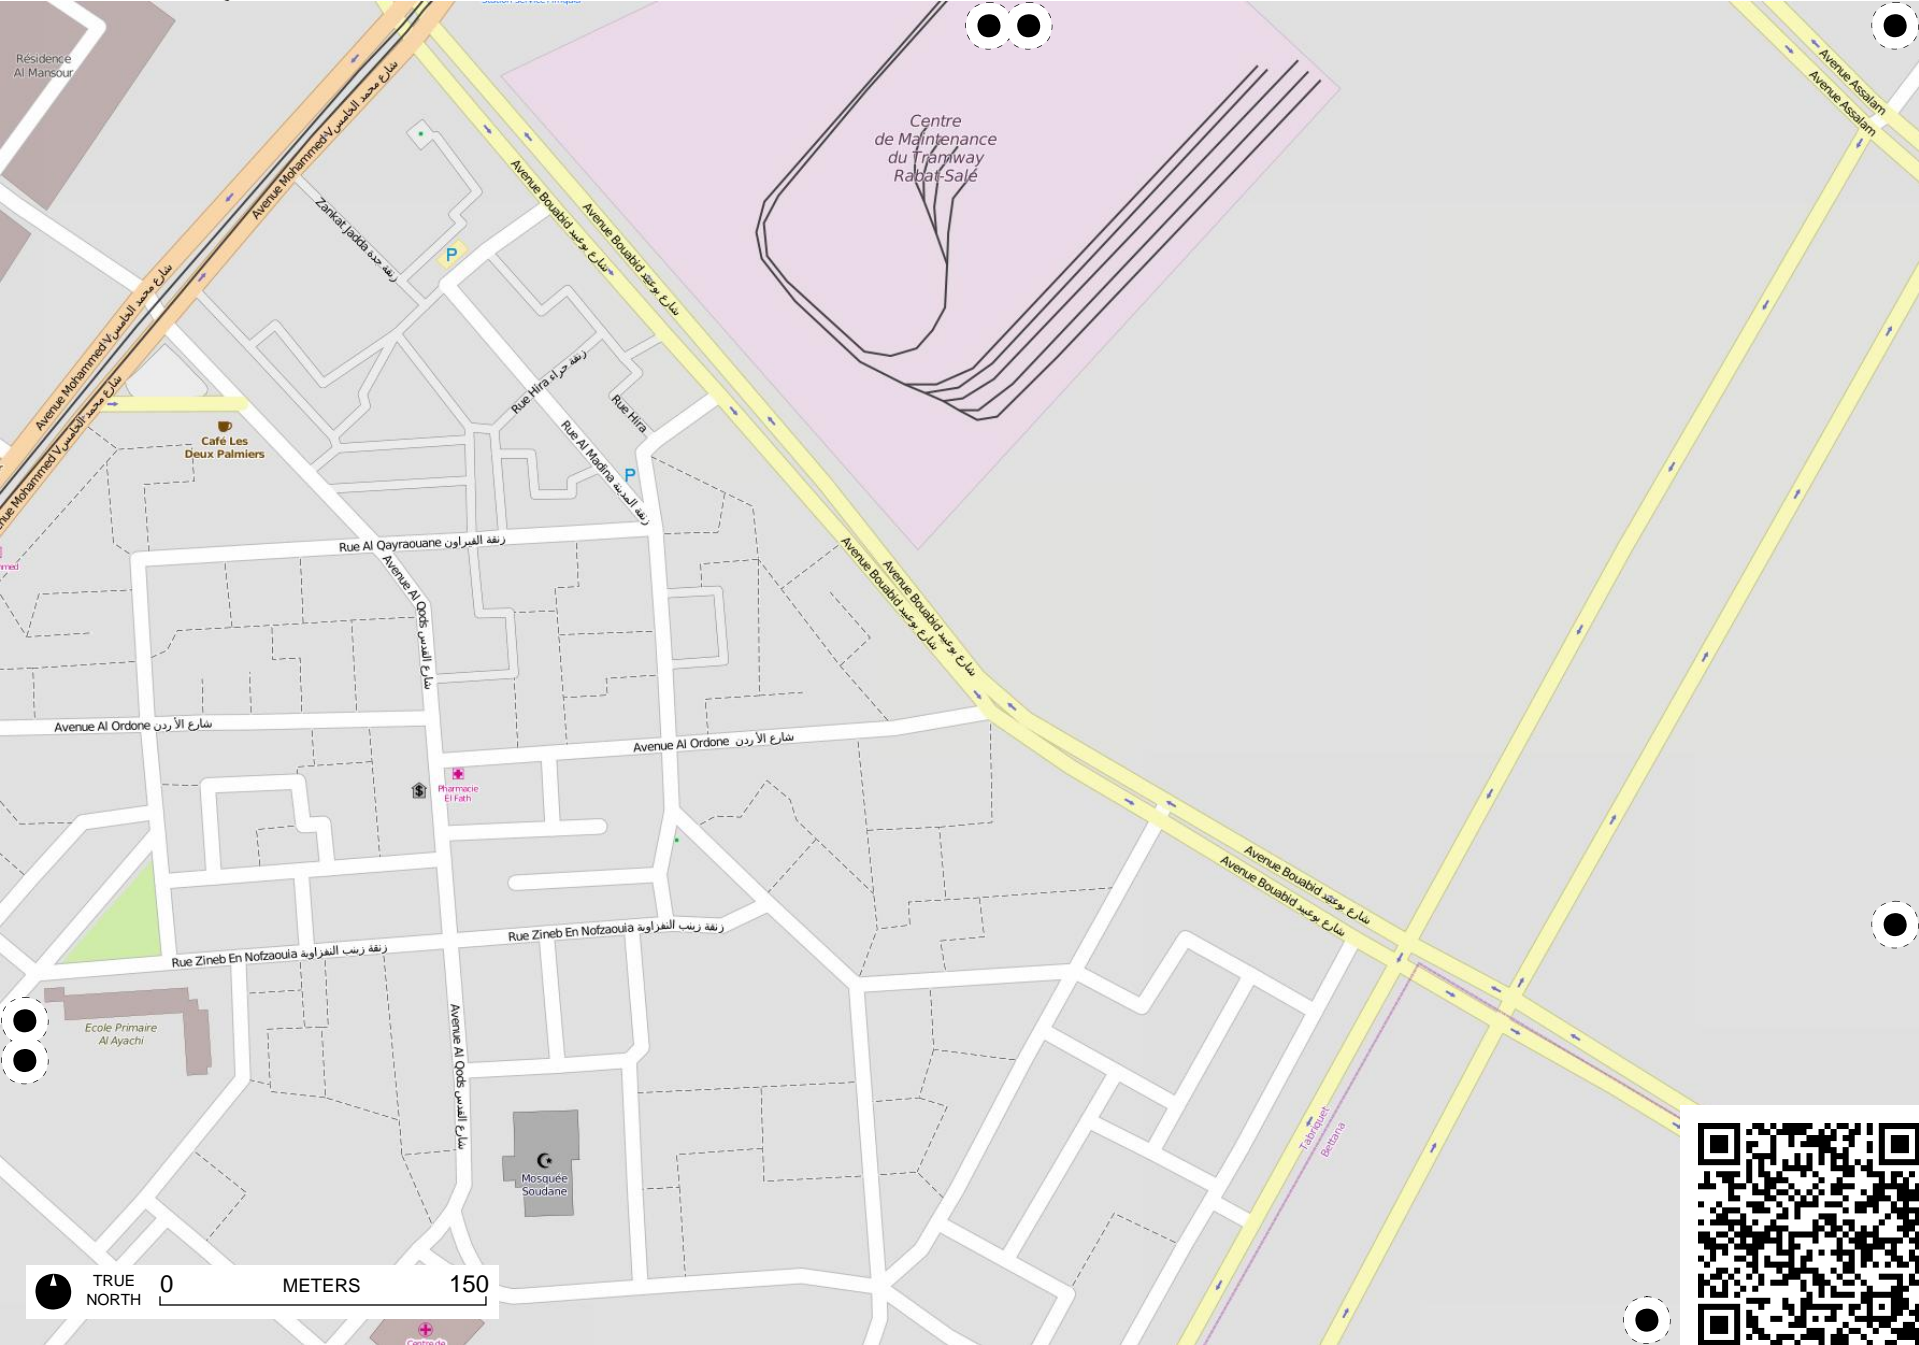 Résidence
Al Mansour
Avenue Assalam
Avenue Assalam
Centre
de Maintenance
du Tramway
Rabat-Salé
شارع محمد الخامس Avenue Mohammed V
Zankat Jadda زنقة جدة
P
Avenue Bouabid شارع بوعبيد
Avenue Bouabid شارع بوعبيد
Avenue Mohammed V شارع محمد الخامس
شارع محمد الخامس
Café Les
Deux Palmiers
Rue Hira زنقة حراء
Rue Hira
Rue Al Madina زنقة المدينة
P
Rue Al Qayraouane زنقة القيراون
Avenue Al Qods شارع القدس
Avenue Bouabid شارع بوعبيد
Avenue Bouabid شارع بوعبيد
Avenue Al Ordone شارع الأردن
Avenue Al Ordone شارع الأردن
Pharmacie
El Fath
Avenue Bouabid شارع بوعبيد
Avenue Bouabid شارع بوعبيد
Rue Zineb En Nofzaouia زنقة زينب النفزاوية
Rue Zineb En Nofzaouia زنقة زينب النفزاوية
Ecole Primaire
Al Ayachi
Avenue Al Qods شارع القدس
Tabriquet
Bettana
Mosquée
Soudane
TRUE
NORTH
0 METERS 150
Centre de